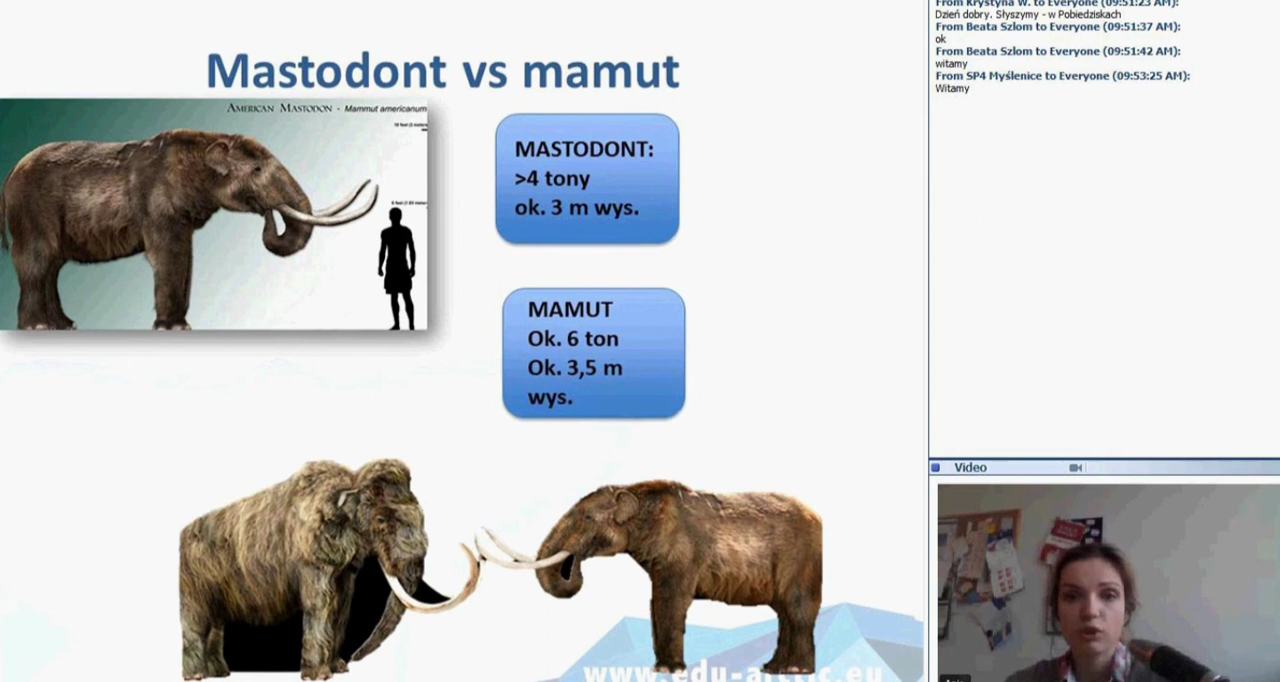 Mastodont vs mamut
AMERICAN MASTODON - Mammut americanum
MASTODONT:
>4 tony
ok. 3 m wys.
MAMUT
Ok. 6 ton
Ok. 3,5 m
wys.
www.edu-arctic.eu
From Krystyna W. to Everyone (09:51:23 AM):
Dzień dobry. Słyszymy - w Pobiedziskach
From Beata Szlom to Everyone (09:51:37 AM):
ok
From Beata Szlom to Everyone (09:51:42 AM):
witamy
From SP4 Myślenice to Everyone (09:53:25 AM):
Witamy
Video